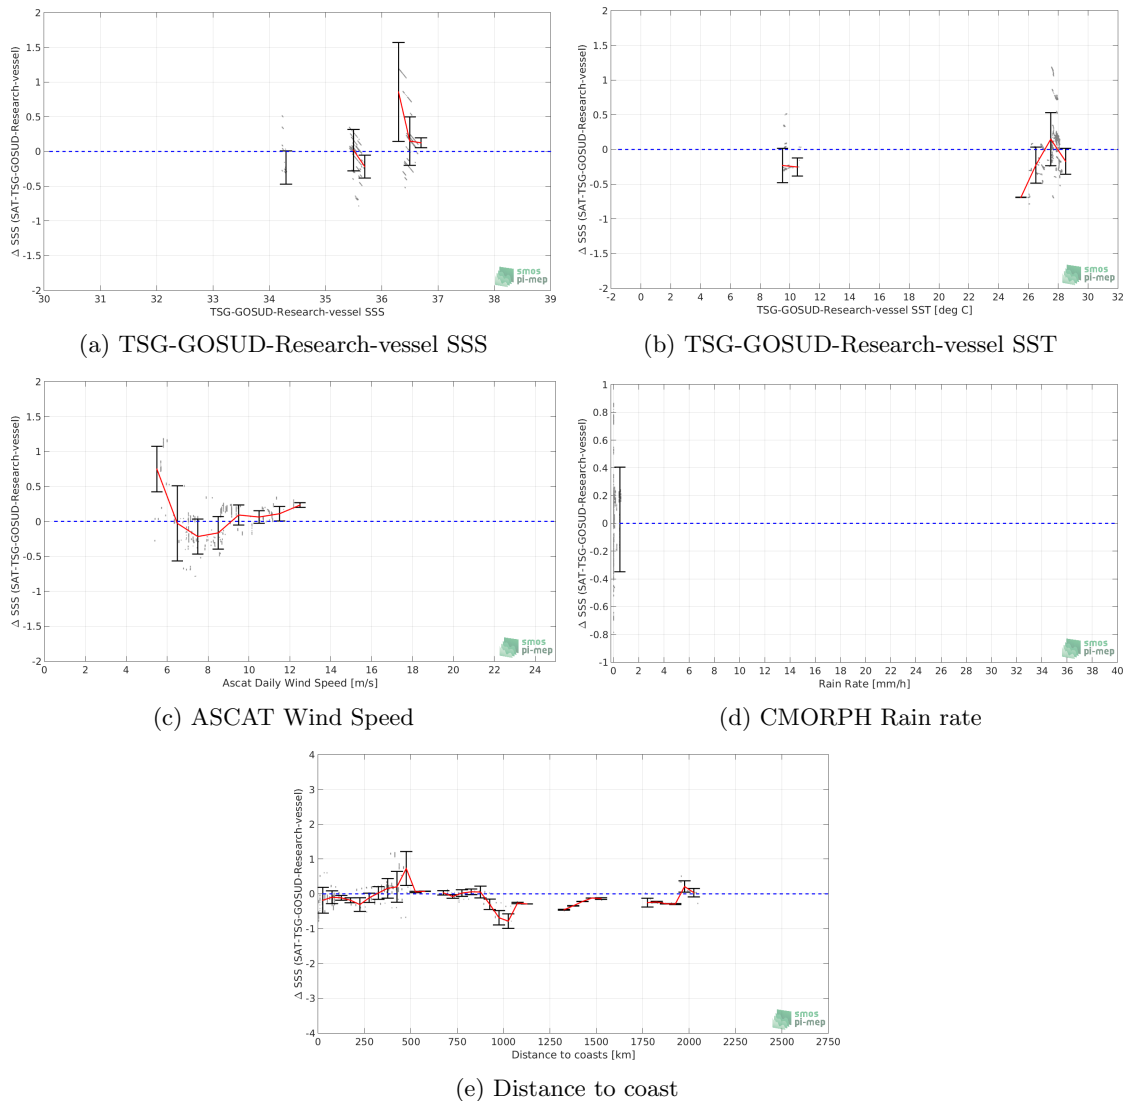 Δ SSS (SAT-TSG-GOSUD-Research-vessel)
2
1.5
1
0.5
0
-0.5
-1
-1.5
-2
30 31 32 33 34 35 36 37 38 39
TSG-GOSUD-Research-vessel SSS
smos
pi-mep
(a) TSG-GOSUD-Research-vessel SSS
Δ SSS (SAT-TSG-GOSUD-Research-vessel)
2
1.5
1
0.5
0
-0.5
-1
-1.5
-2
-2 0 2 4 6 8 10 12 14 16 18 20 22 24 26 28 30 32
TSG-GOSUD-Research-vessel SST [deg C]
smos
pi-mep
(b) TSG-GOSUD-Research-vessel SST
Δ SSS (SAT-TSG-GOSUD-Research-vessel)
2
1.5
1
0.5
0
-0.5
-1
-1.5
-2
0 2 4 6 8 10 12 14 16 18 20 22 24
Ascat Daily Wind Speed [m/s]
smos
pi-mep
(c) ASCAT Wind Speed
Δ SSS (SAT-TSG-GOSUD-Research-vessel)
1
0.8
0.6
0.4
0.2
0
-0.2
-0.4
-0.6
-0.8
-1
0 2 4 6 8 10 12 14 16 18 20 22 24 26 28 30 32 34 36 38 40
Rain Rate [mm/h]
smos
pi-mep
(d) CMORPH Rain rate
Δ SSS (SAT-TSG-GOSUD-Research-vessel)
4
3
2
1
0
-1
-2
-3
-4
0 250 500 750 1000 1250 1500 1750 2000 2250 2500 2750
Distance to coasts [km]
smos
pi-mep
(e) Distance to coast